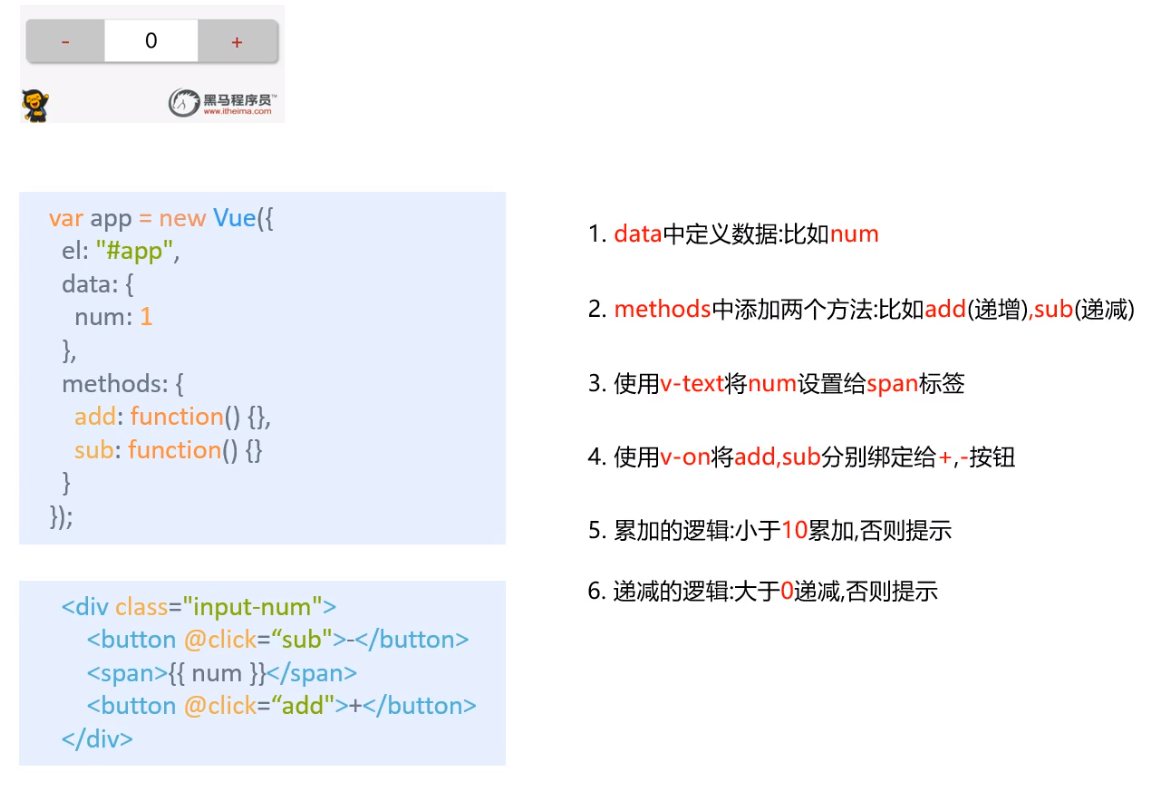 - 0 +
黑马程序员™
www.itheima.com
var app = new Vue({
el: "#app",
data: {
num: 1
},
methods: {
add: function() {},
sub: function() {}
}
});
<div class="input-num">
<button @click=“sub">-</button>
<span>{{ num }}</span>
<button @click=“add">+</button>
</div>
1. data中定义数据:比如num
2. methods中添加两个方法:比如add(递增),sub(递减)
3. 使用v-text将num设置给span标签
4. 使用v-on将add,sub分别绑定给+,-按钮
5. 累加的逻辑:小于10累加,否则提示
6. 递减的逻辑:大于0递减,否则提示